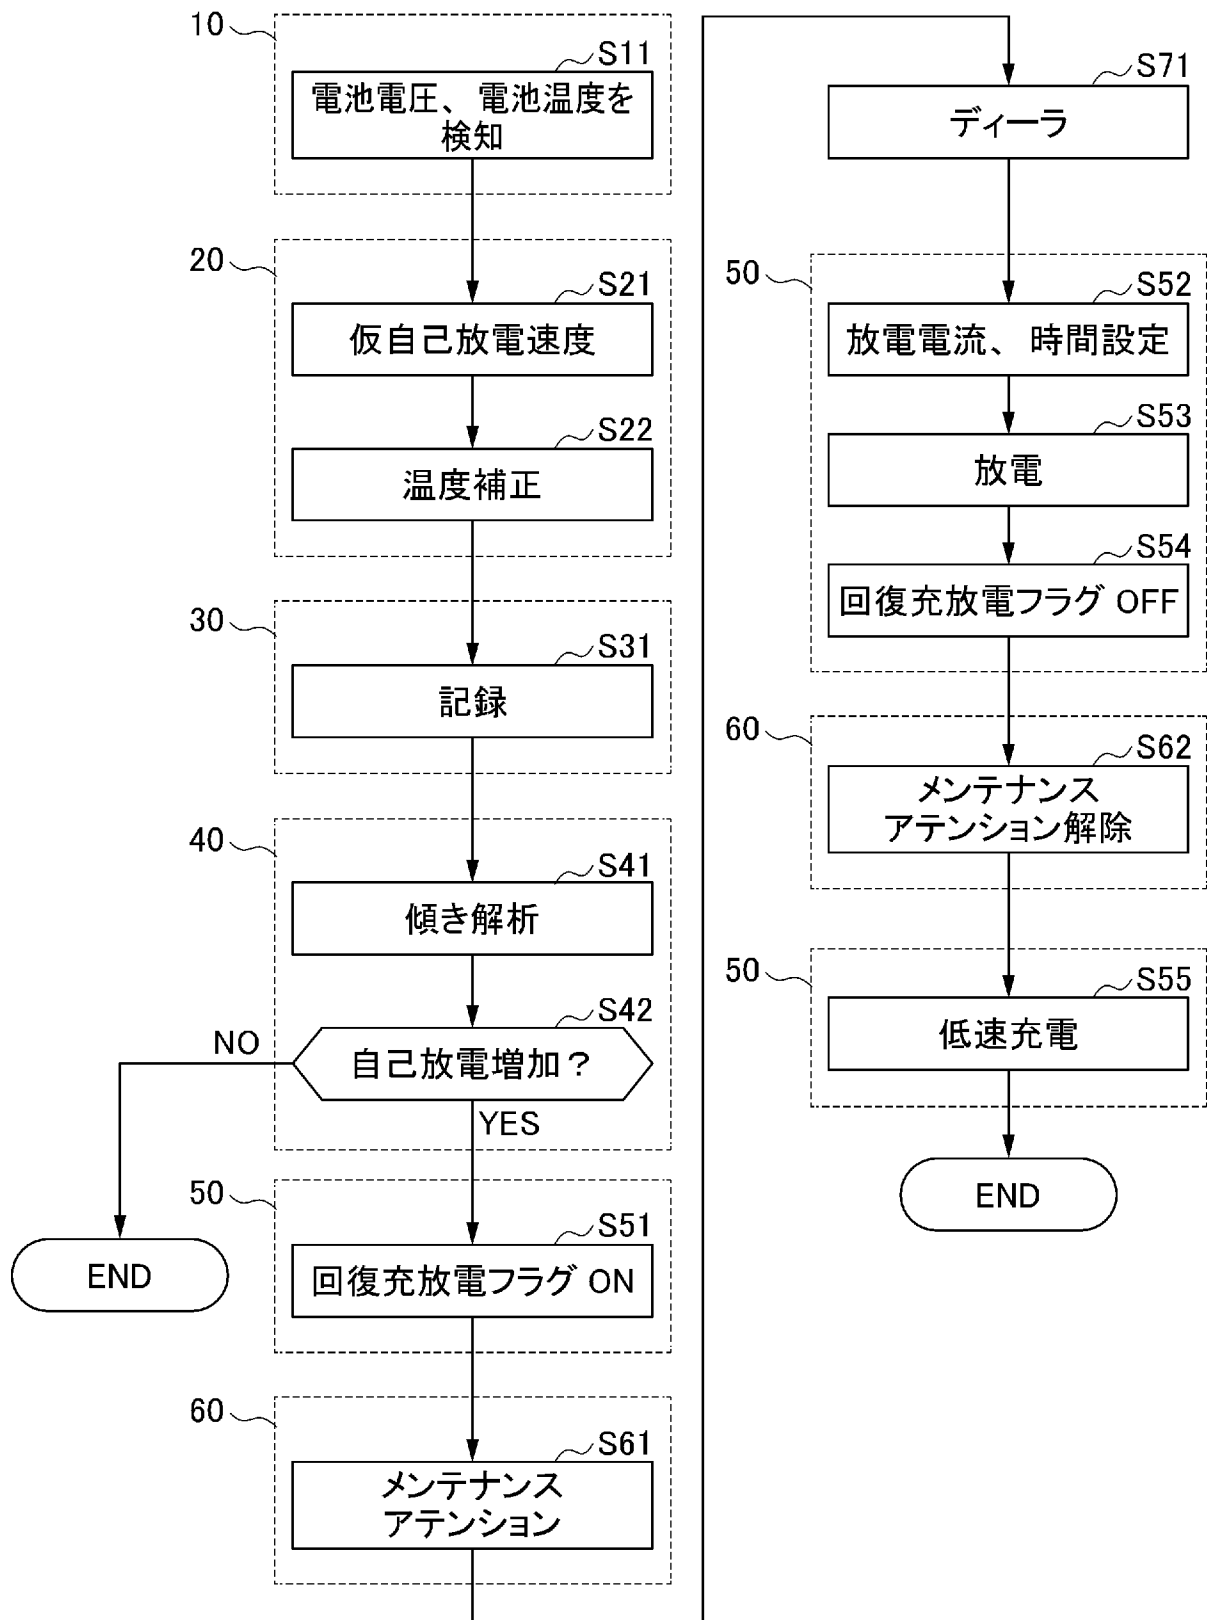 10
S11
電池電圧、電池温度を
検知
20
S21
仮自己放電速度
S22
温度補正
30
S31
記録
40
S41
傾き解析
S42
自己放電増加？
NO
YES
END
50
S51
回復充放電フラグ ON
60
S61
メンテナンス
アテンション
S71
ディーラ
50
S52
放電電流、時間設定
S53
放電
S54
回復充放電フラグ OFF
60
S62
メンテナンス
アテンション解除
50
S55
低速充電
END